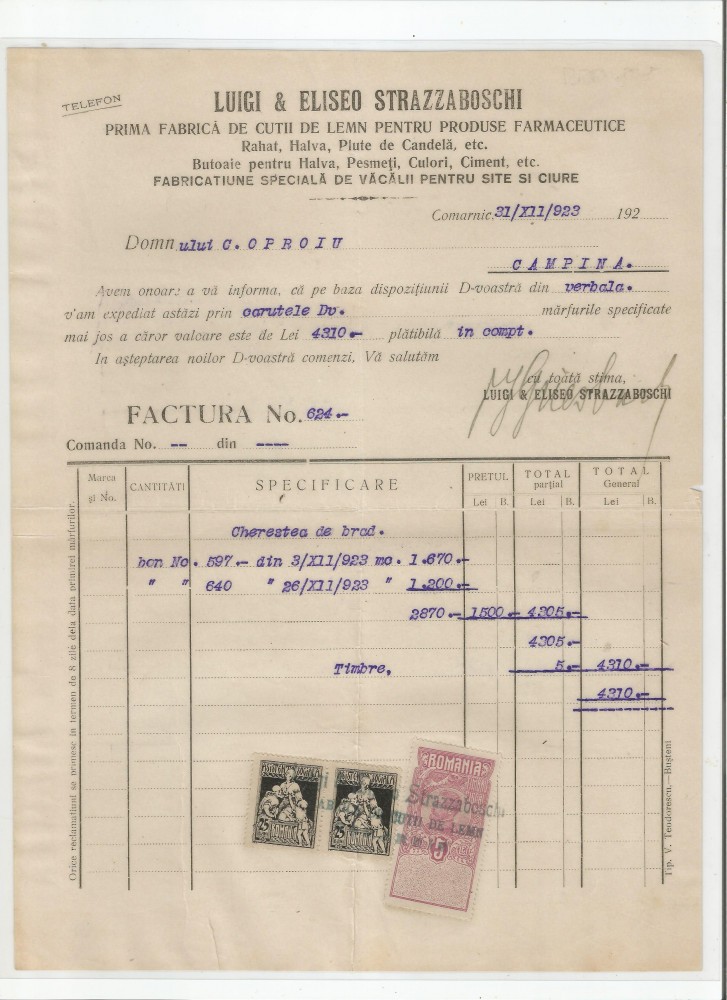 TELEFON
LUIGI & ELISEO STRAZZABOSCHI
PRIMA FABRICĂ DE CUTII DE LEMN PENTRU PRODUSE FARMACEUTICE
Rahat, Halva, Plute de Candelă, etc.
Butoaie pentru Halva, Pesmeți, Culori, Ciment, etc.
FABRICATIUNE SPECIALĂ DE VĂCĂLII PENTRU SITE SI CIURE
Comarnic, 31/XII/923 192
Domnului C. OPROIU
CAMPINA.
Avem onoare a vă informa, că pe baza dispozițiunii D-voastră din verbala.
v'am expediat astăzi prin carutele Dv. mărfurile specificate
mai jos a căror valoare este de Lei 4310.- plătibilă in compt.
In așteptarea noilor D-voastră comenzi, Vă salutăm
cu toată stima,
LUIGI & ELISEO STRAZZABOSCHI
FACTURA No. 624.-
Comanda No. -- din ----
Marca și No. CANTITĂTI SPECIFICARE PRETUL TOTAL parțial TOTAL General
Lei B. Lei B. Lei B.
Cherestea de brad.
bon No. 597.- din 3/XII/923 mc. 1.670.-
" " 640 " 26/XII/923 " 1.200.-
2870.- 1500.- 4305.-
4305.-
Timbre, 5.- 4310.-
4310.-
Orice reclamatiuni se primesc in termen de 8 zile dela data primirei mărfurilor.
Tip. V. Teodorescu.—Bușteni
25 25
ROMANIA
5
Strazzaboschi
CUTII DE LEMN